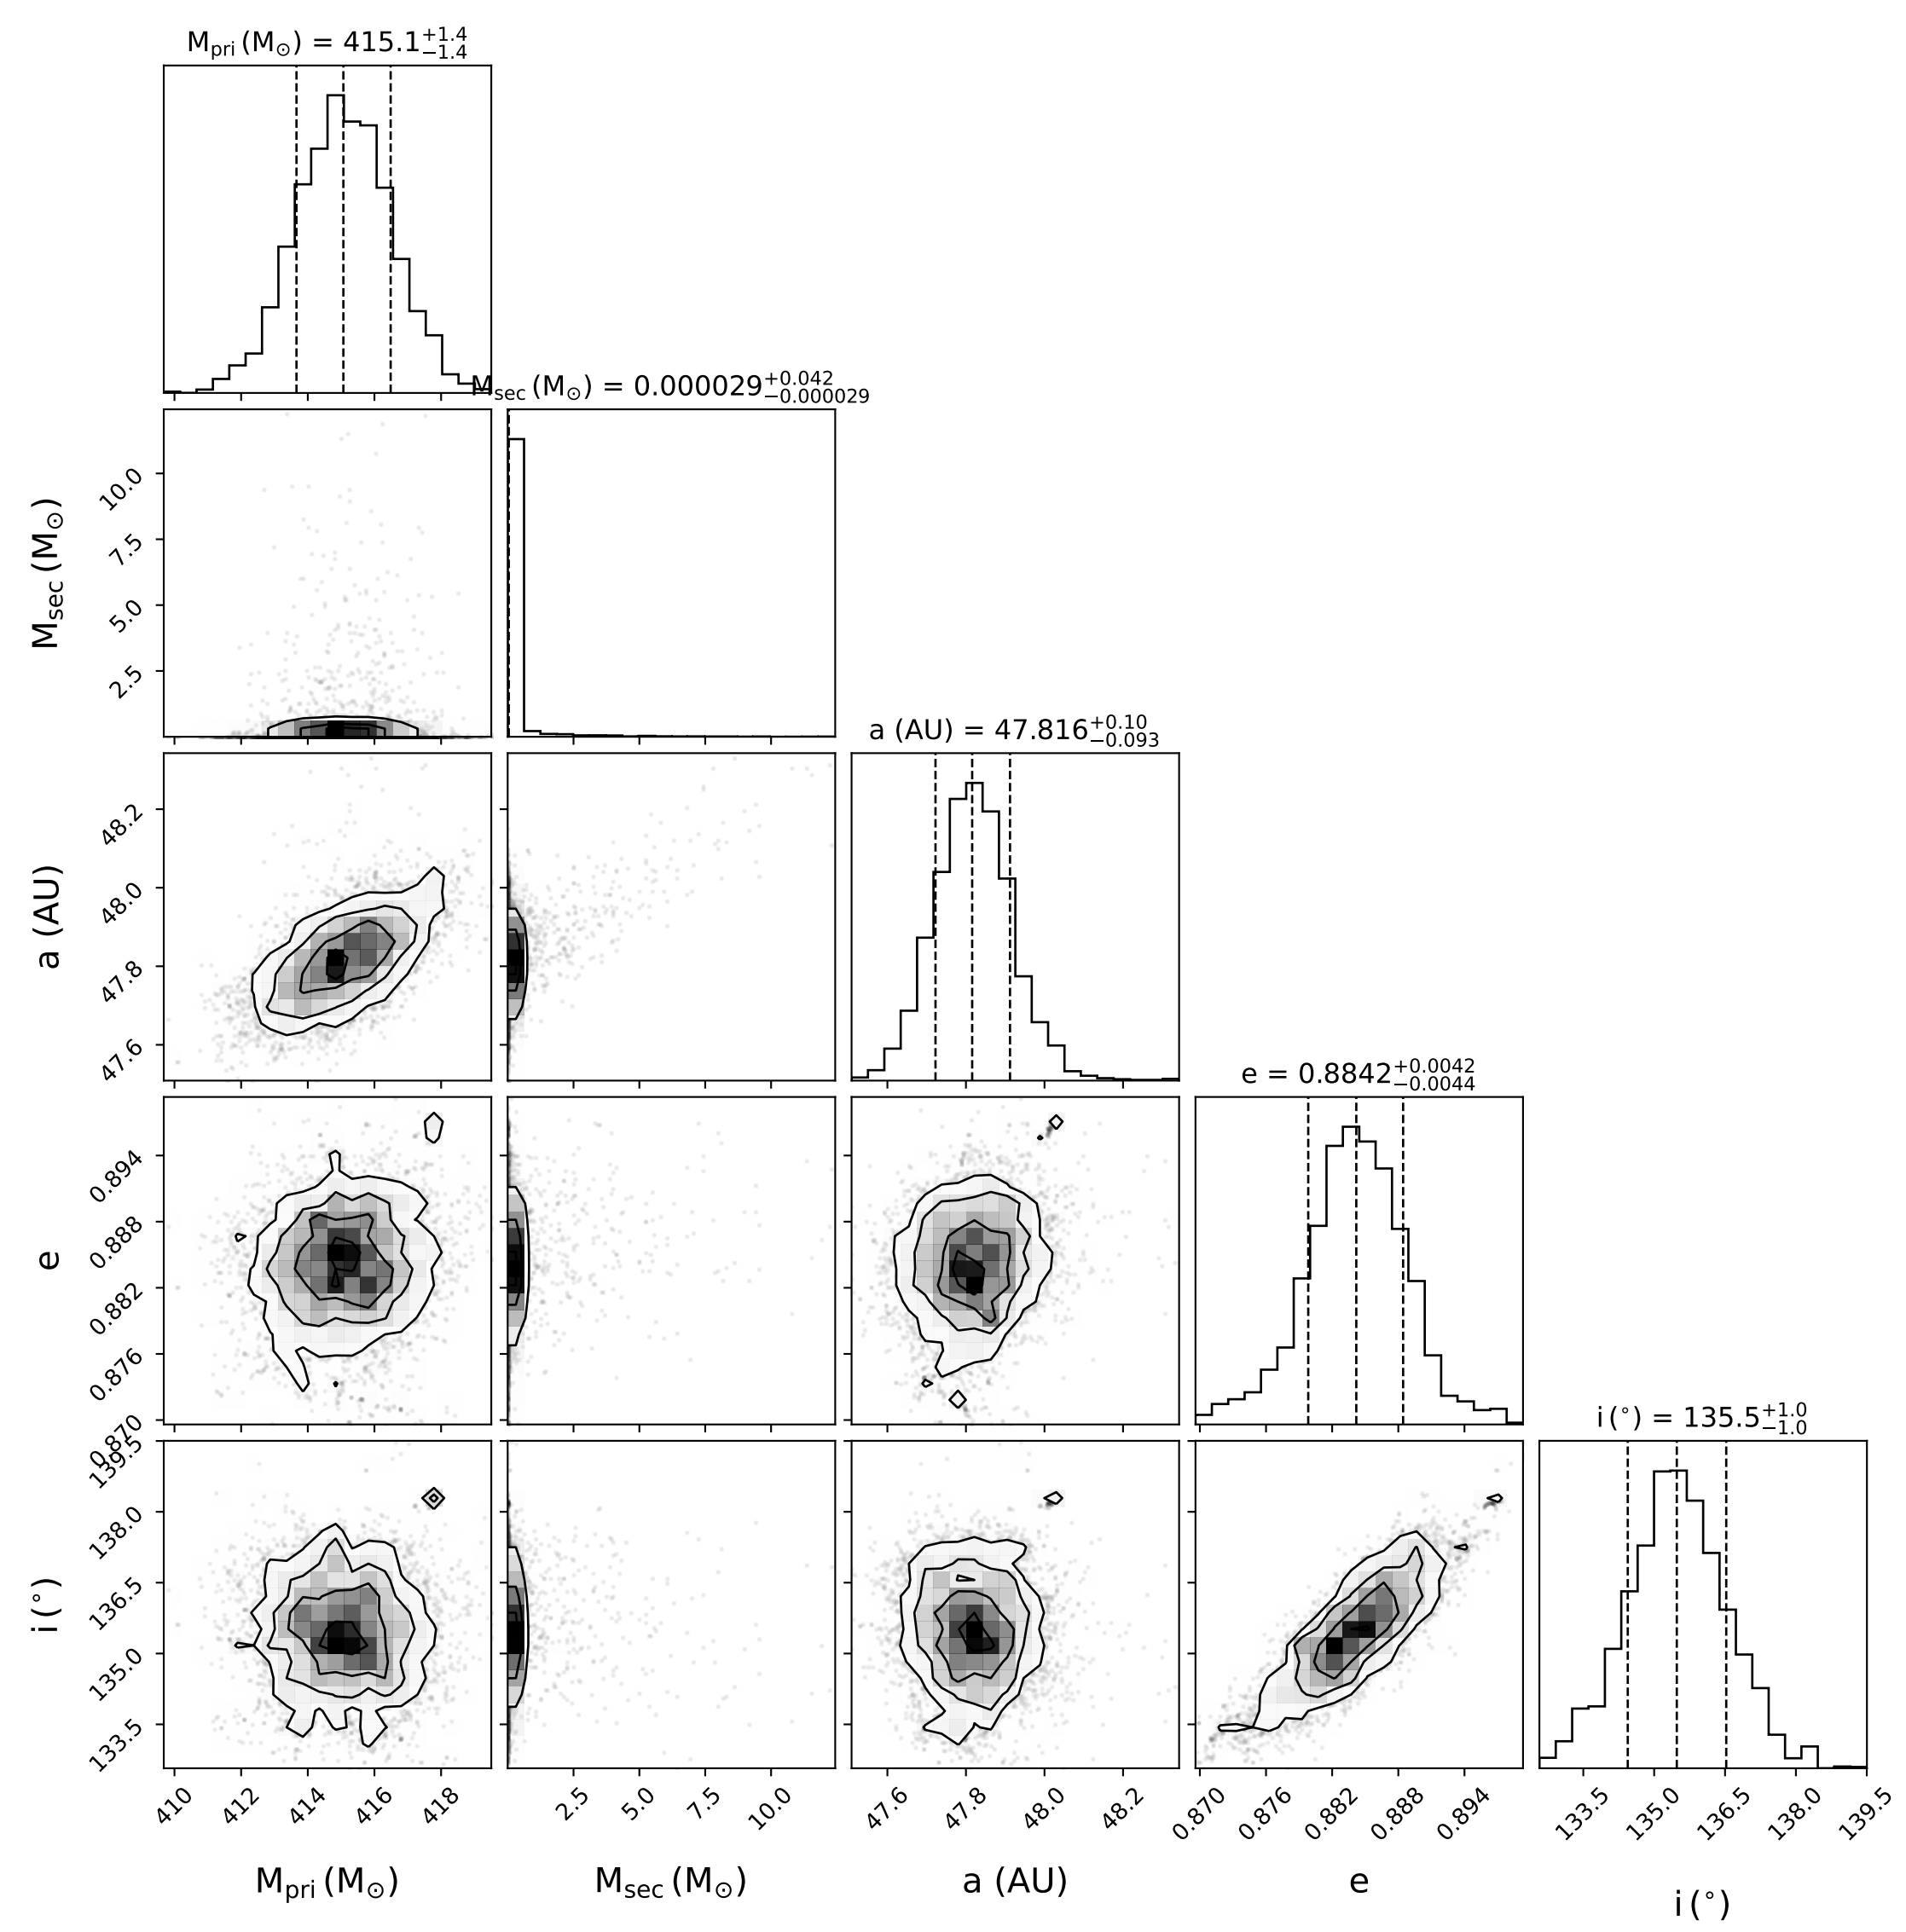 M_pri (M_⊙) = 415.1 +1.4 −1.4
M_sec (M_⊙) = 0.000029 +0.042 −0.000029
M_sec (M_⊙)
10.0
7.5
5.0
2.5
a (AU) = 47.816 +0.10 −0.093
a (AU)
48.2
48.0
47.8
47.6
e = 0.8842 +0.0042 −0.0044
e
0.894
0.888
0.882
0.876
0.870
i (°) = 135.5 +1.0 −1.0
i (°)
139.5
138.0
136.5
135.0
133.5
410 412 414 416 418
2.5 5.0 7.5 10.0
47.6 47.8 48.0 48.2
0.870 0.876 0.882 0.888 0.894
133.5 135.0 136.5 138.0 139.5
M_pri (M_⊙)
M_sec (M_⊙)
a (AU)
e
i (°)